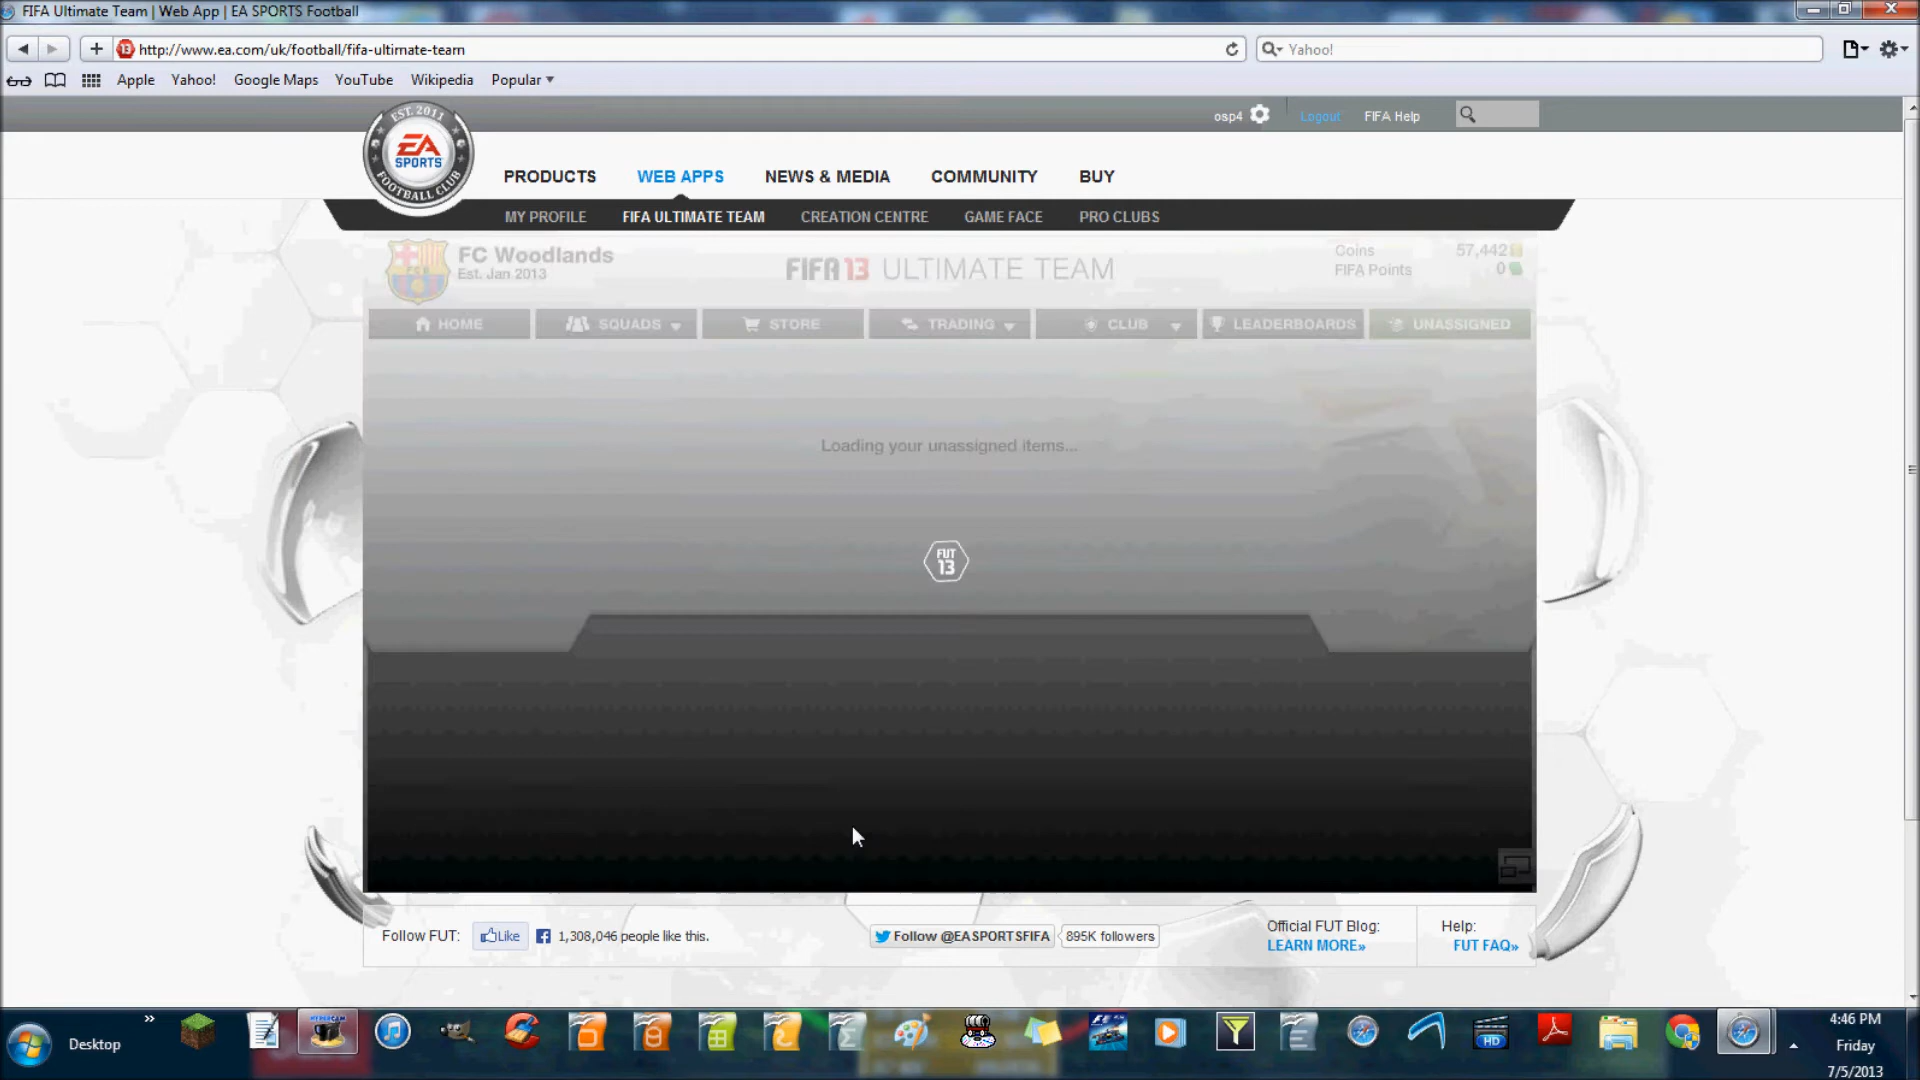 FIFA Ultimate Team | Web App | EA SPORTS Football
13 http://www.ea.com/uk/football/fifa-ultimate-team
Yahoo!
Apple Yahoo! Google Maps YouTube Wikipedia Popular
EST. 2011
EA
SPORTS
FOOTBALL CLUB
osp4 Logout FIFA Help
PRODUCTS WEB APPS NEWS & MEDIA COMMUNITY BUY
MY PROFILE FIFA ULTIMATE TEAM CREATION CENTRE GAME FACE PRO CLUBS
FC Woodlands
Est. Jan 2013
FIFA 13 ULTIMATE TEAM
Coins 57,442
FIFA Points 0
HOME SQUADS STORE TRADING CLUB LEADERBOARDS UNASSIGNED
Loading your unassigned items...
FUT
13
Follow FUT: Like 1,308,046 people like this.
Follow @EASPORTSFIFA 895K followers
Official FUT Blog:
LEARN MORE»
Help:
FUT FAQ»
Desktop
HYPERCAM
HD
4:46 PM
Friday
7/5/2013